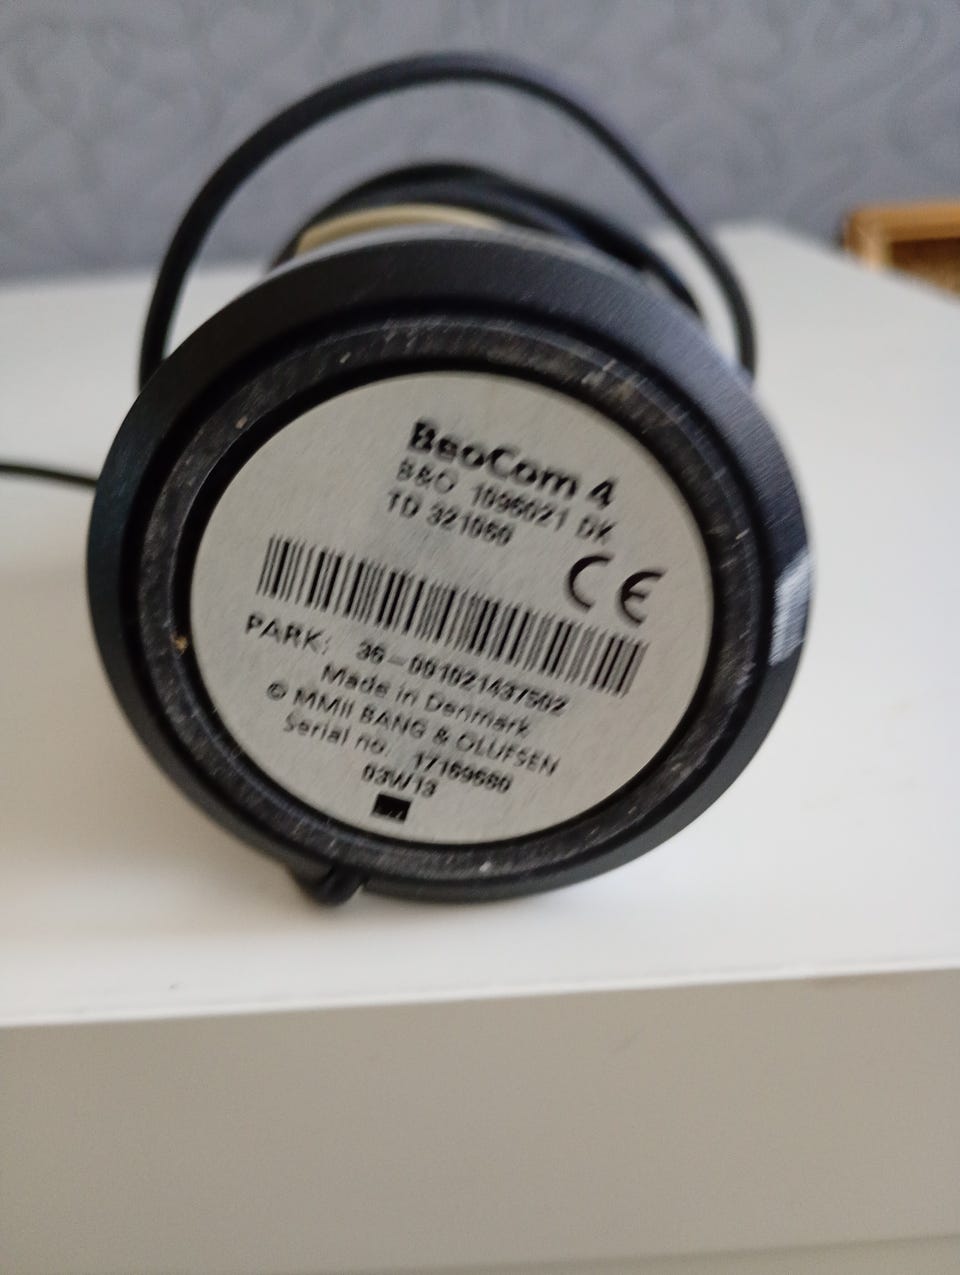 BeoCom 4
B&O 1096021 DK
TD 321060
CE
PARK: 36-001021437502
Made in Denmark
© MMII BANG & OLUFSEN
Serial no. 17169680
03W13